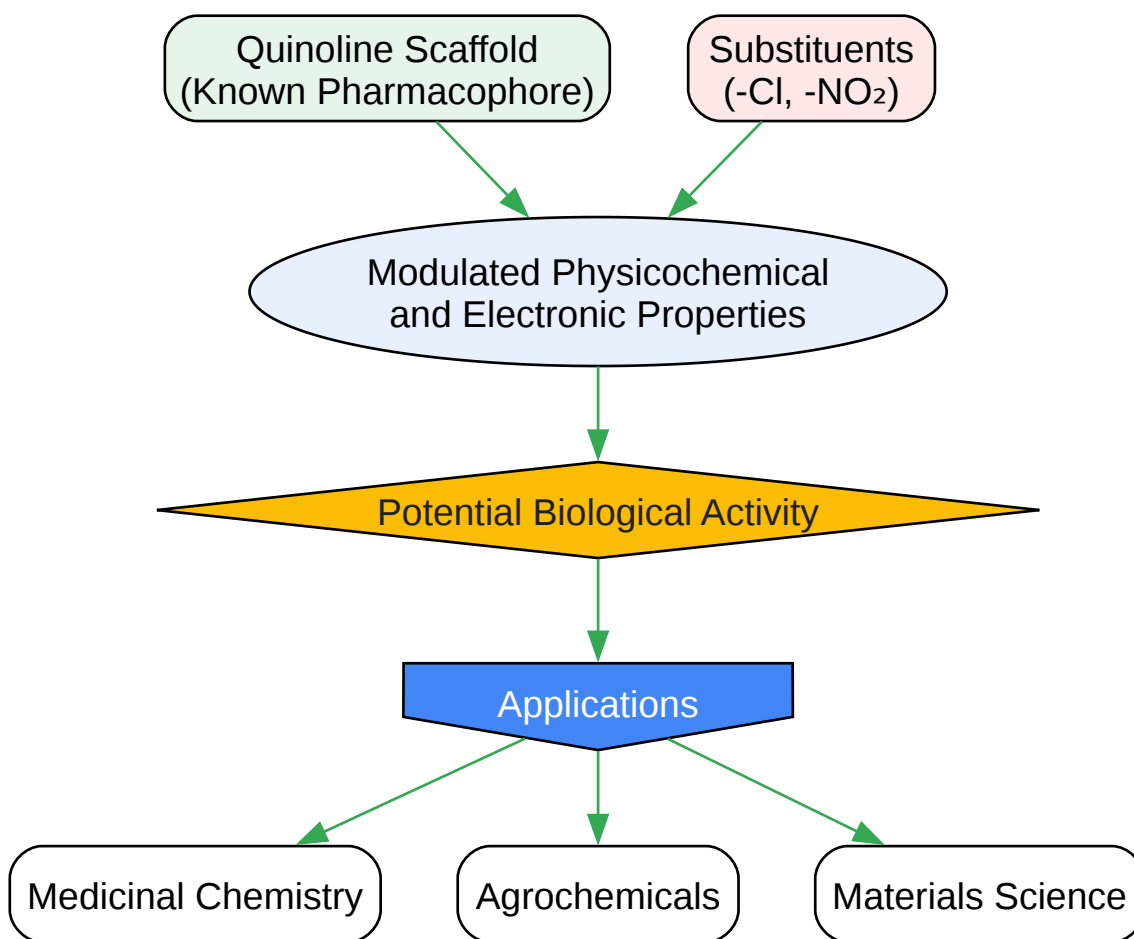 Quinoline Scaffold
(Known Pharmacophore)
Substituents
(-Cl, -NO₂)
Modulated Physicochemical
and Electronic Properties
Potential Biological Activity
Applications
Medicinal Chemistry
Agrochemicals
Materials Science